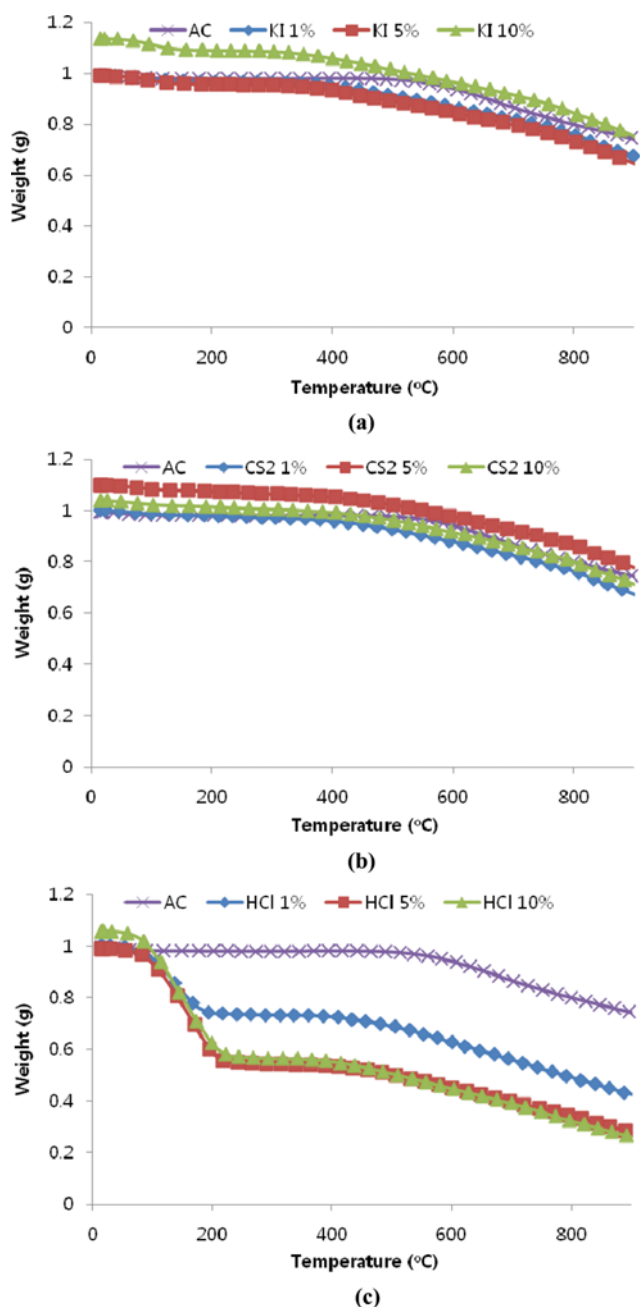 AC KI 1% KI 5% KI 10%
1.2
1
0.8
0.6
0.4
0.2
0
Weight (g)
0 200 400 600 800
Temperature (°C)
(a)
AC CS2 1% CS2 5% CS2 10%
1.2
1
0.8
0.6
0.4
0.2
0
Weight (g)
0 200 400 600 800
Temperature (°C)
(b)
AC HCl 1% HCl 5% HCl 10%
1.2
1
0.8
0.6
0.4
0.2
0
Weight (g)
0 200 400 600 800
Temperature (°C)
(c)